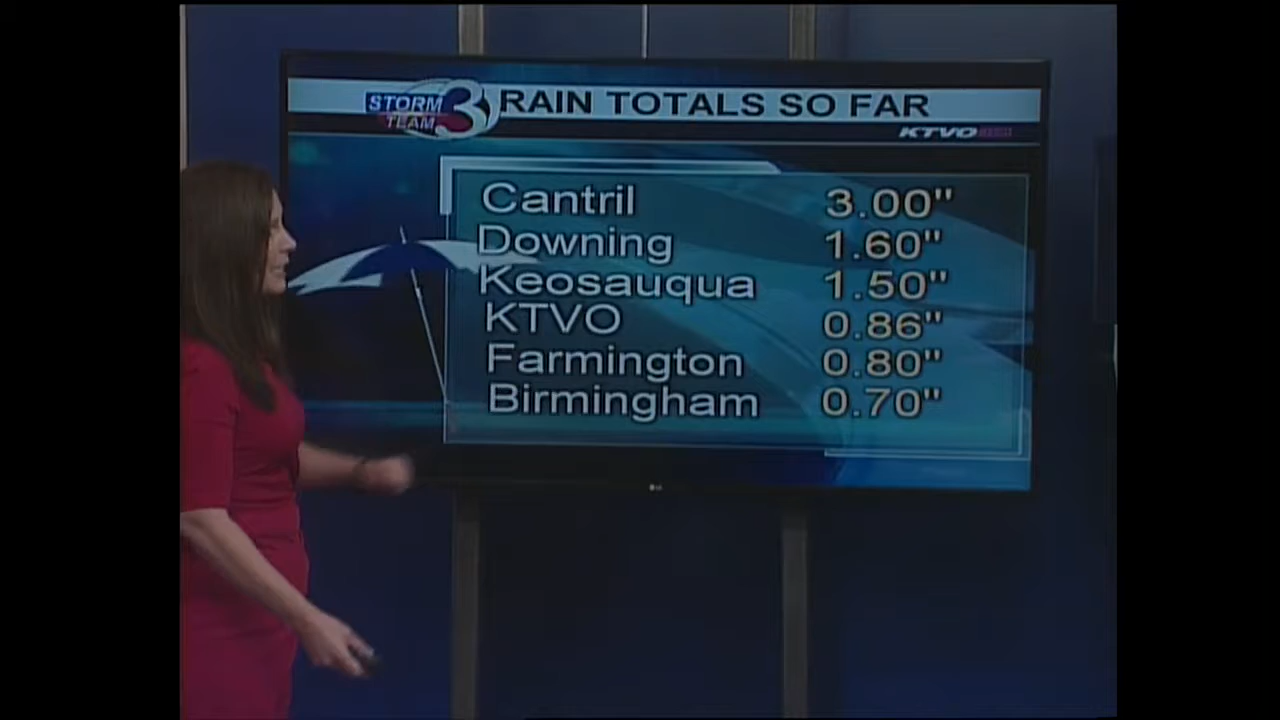 STORM TEAM 3 RAIN TOTALS SO FAR
KTVO
Cantril 3.00"
Downing 1.60"
Keosauqua 1.50"
KTVO 0.86"
Farmington 0.80"
Birmingham 0.70"
LG